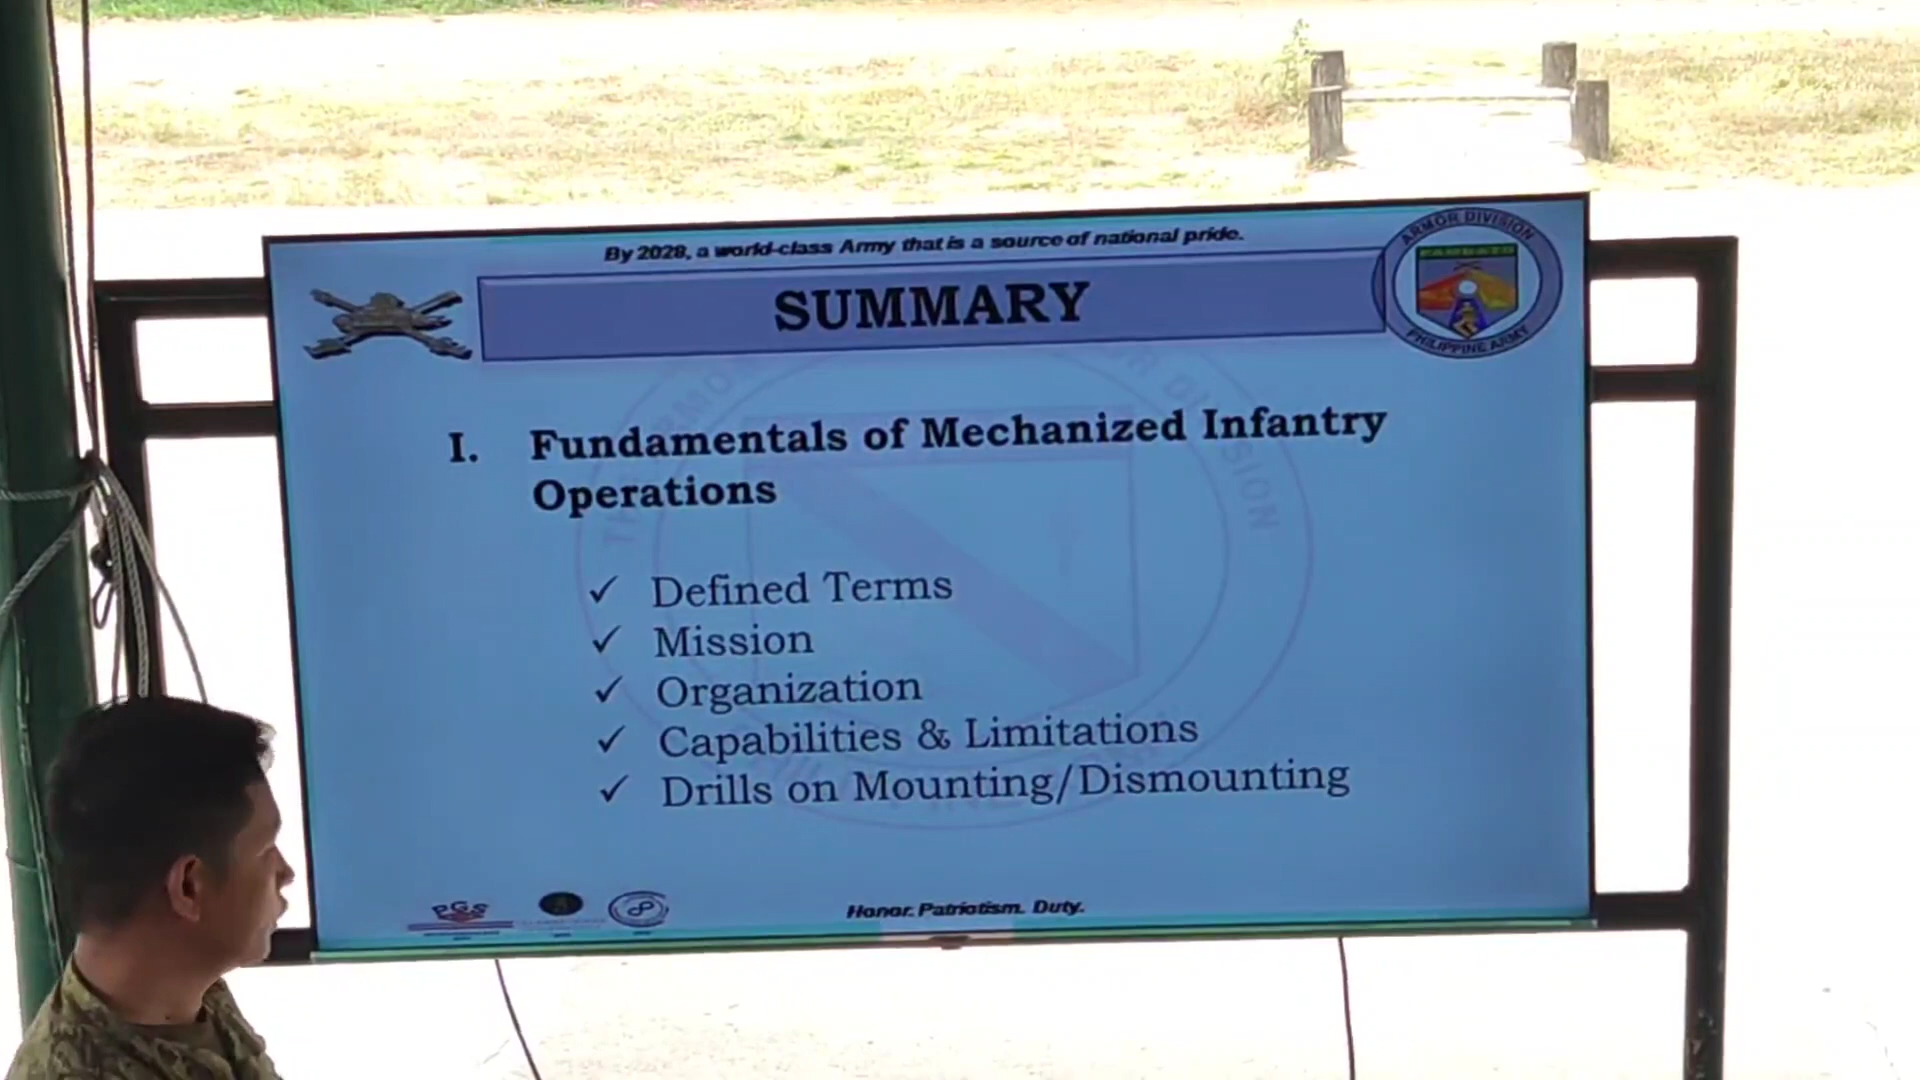 By 2028, a world-class Army that is a source of national pride.
SUMMARY
ARMOR DIVISION
PHILIPPINE ARMY
I. Fundamentals of Mechanized Infantry
Operations
✓ Defined Terms
✓ Mission
✓ Organization
✓ Capabilities & Limitations
✓ Drills on Mounting/Dismounting
PGS
Honor. Patriotism. Duty.